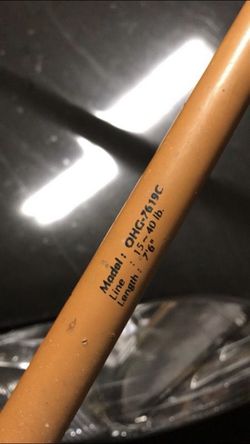 Model : OHG-7619C
Line : 15 - 40 lb.
Length : 7'6"